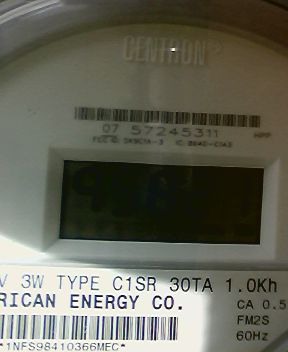 CENTRON®
07 57245311
V 3W TYPE C1SR 30TA 1.0Kh
RICAN ENERGY CO.
CA 0.5
FM2S
60Hz
*1NFS98410366MEC*